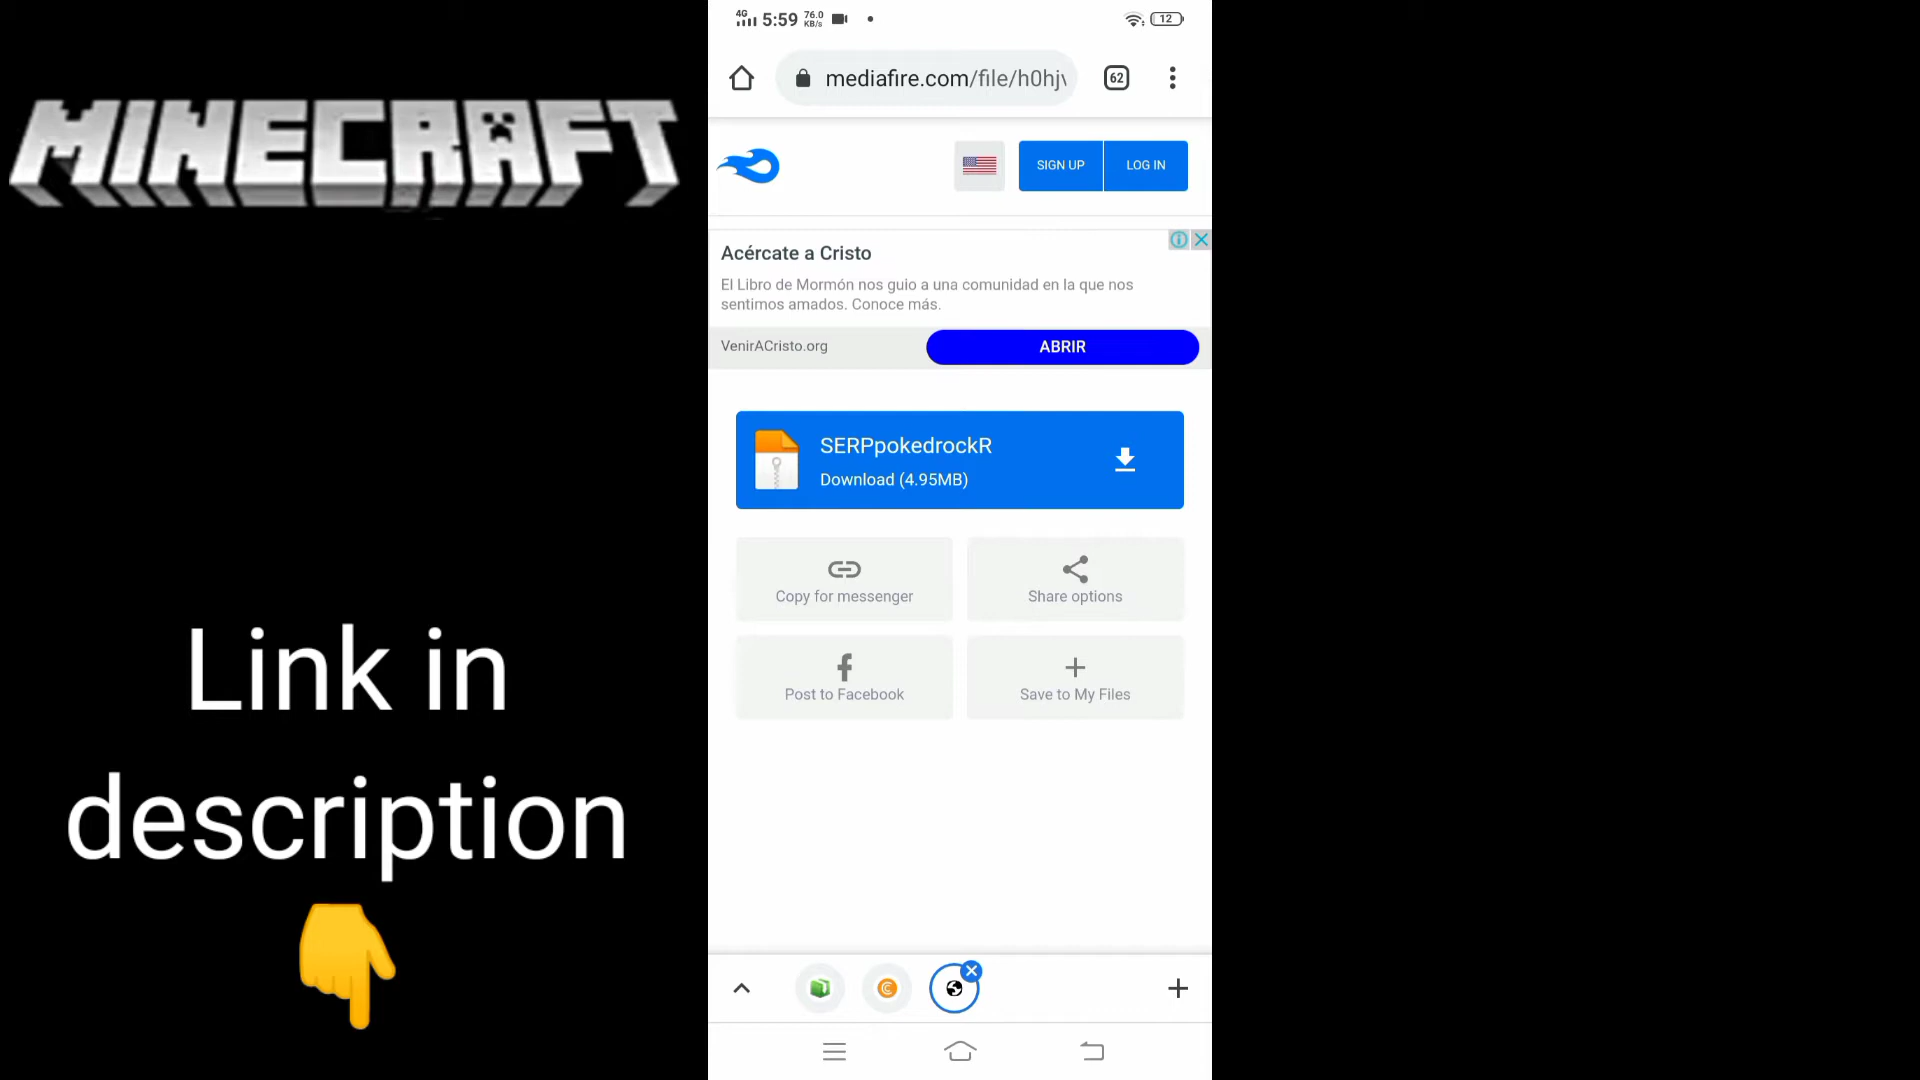 MINECRAFT
Link in
description
4G 5:59 76.0 KB/s 12
mediafire.com/file/h0hjv
62
SIGN UP
LOG IN
Acércate a Cristo
El Libro de Mormón nos guio a una comunidad en la que nos
sentimos amados. Conoce más.
VenirACristo.org
ABRIR
SERPpokedrockR
Download (4.95MB)
Copy for messenger
Share options
Post to Facebook
Save to My Files